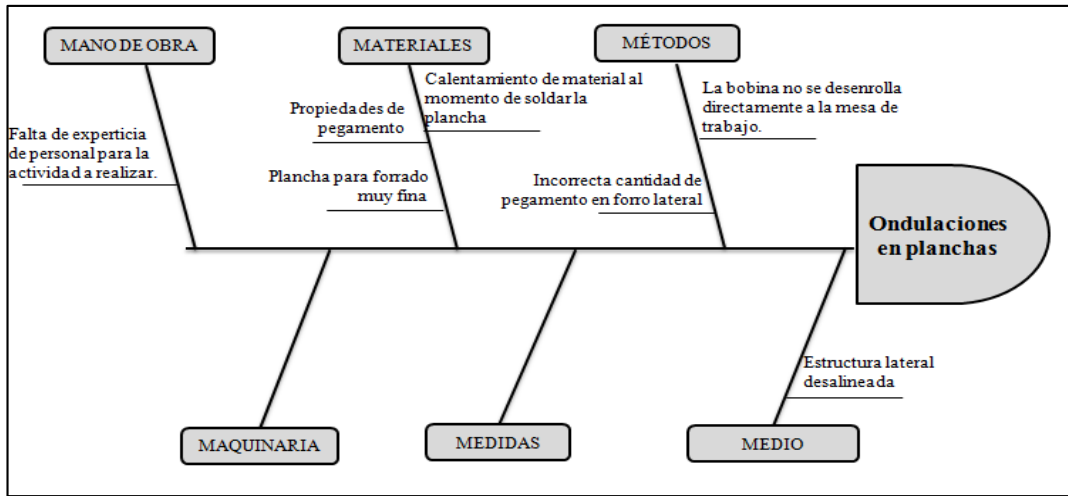 MANO DE OBRA
MATERIALES
MÉTODOS
Falta de experticia
de personal para la
actividad a realizar.
Propiedades de
pegamento
Plancha para forrado
muy fina
Calentamiento de material al
momento de soldar la
plancha
Incorrecta cantidad de
pegamento en forro lateral
La bobina no se desenrolla
directamente a la mesa de
trabajo.
Ondulaciones
en planchas
Estructura lateral
desalineada
MAQUINARIA
MEDIDAS
MEDIO